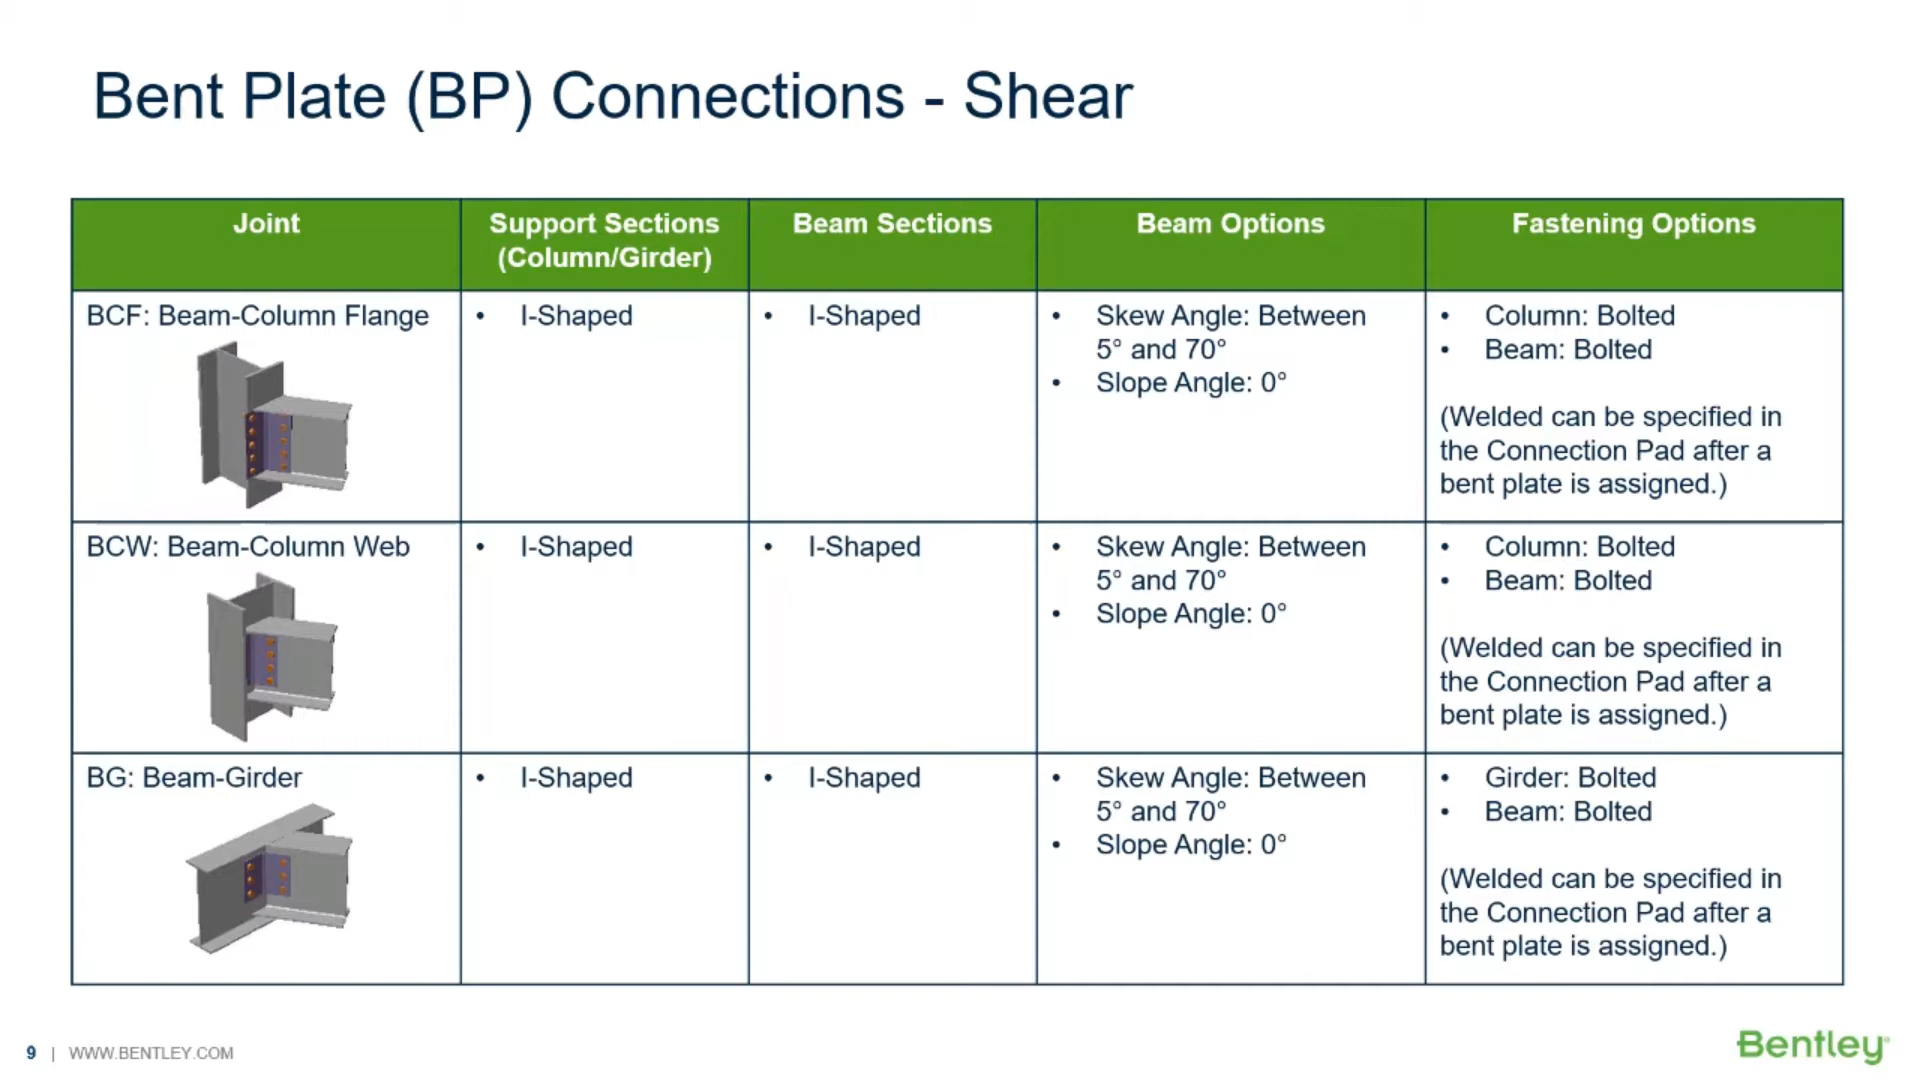 Bent Plate (BP) Connections - Shear
Joint
Support Sections
(Column/Girder)
Beam Sections
Beam Options
Fastening Options
BCF: Beam-Column Flange
• I-Shaped
• I-Shaped
• Skew Angle: Between
5° and 70°
• Slope Angle: 0°
• Column: Bolted
• Beam: Bolted
(Welded can be specified in
the Connection Pad after a
bent plate is assigned.)
BCW: Beam-Column Web
• I-Shaped
• I-Shaped
• Skew Angle: Between
5° and 70°
• Slope Angle: 0°
• Column: Bolted
• Beam: Bolted
(Welded can be specified in
the Connection Pad after a
bent plate is assigned.)
BG: Beam-Girder
• I-Shaped
• I-Shaped
• Skew Angle: Between
5° and 70°
• Slope Angle: 0°
• Girder: Bolted
• Beam: Bolted
(Welded can be specified in
the Connection Pad after a
bent plate is assigned.)
9 | WWW.BENTLEY.COM
Bentley